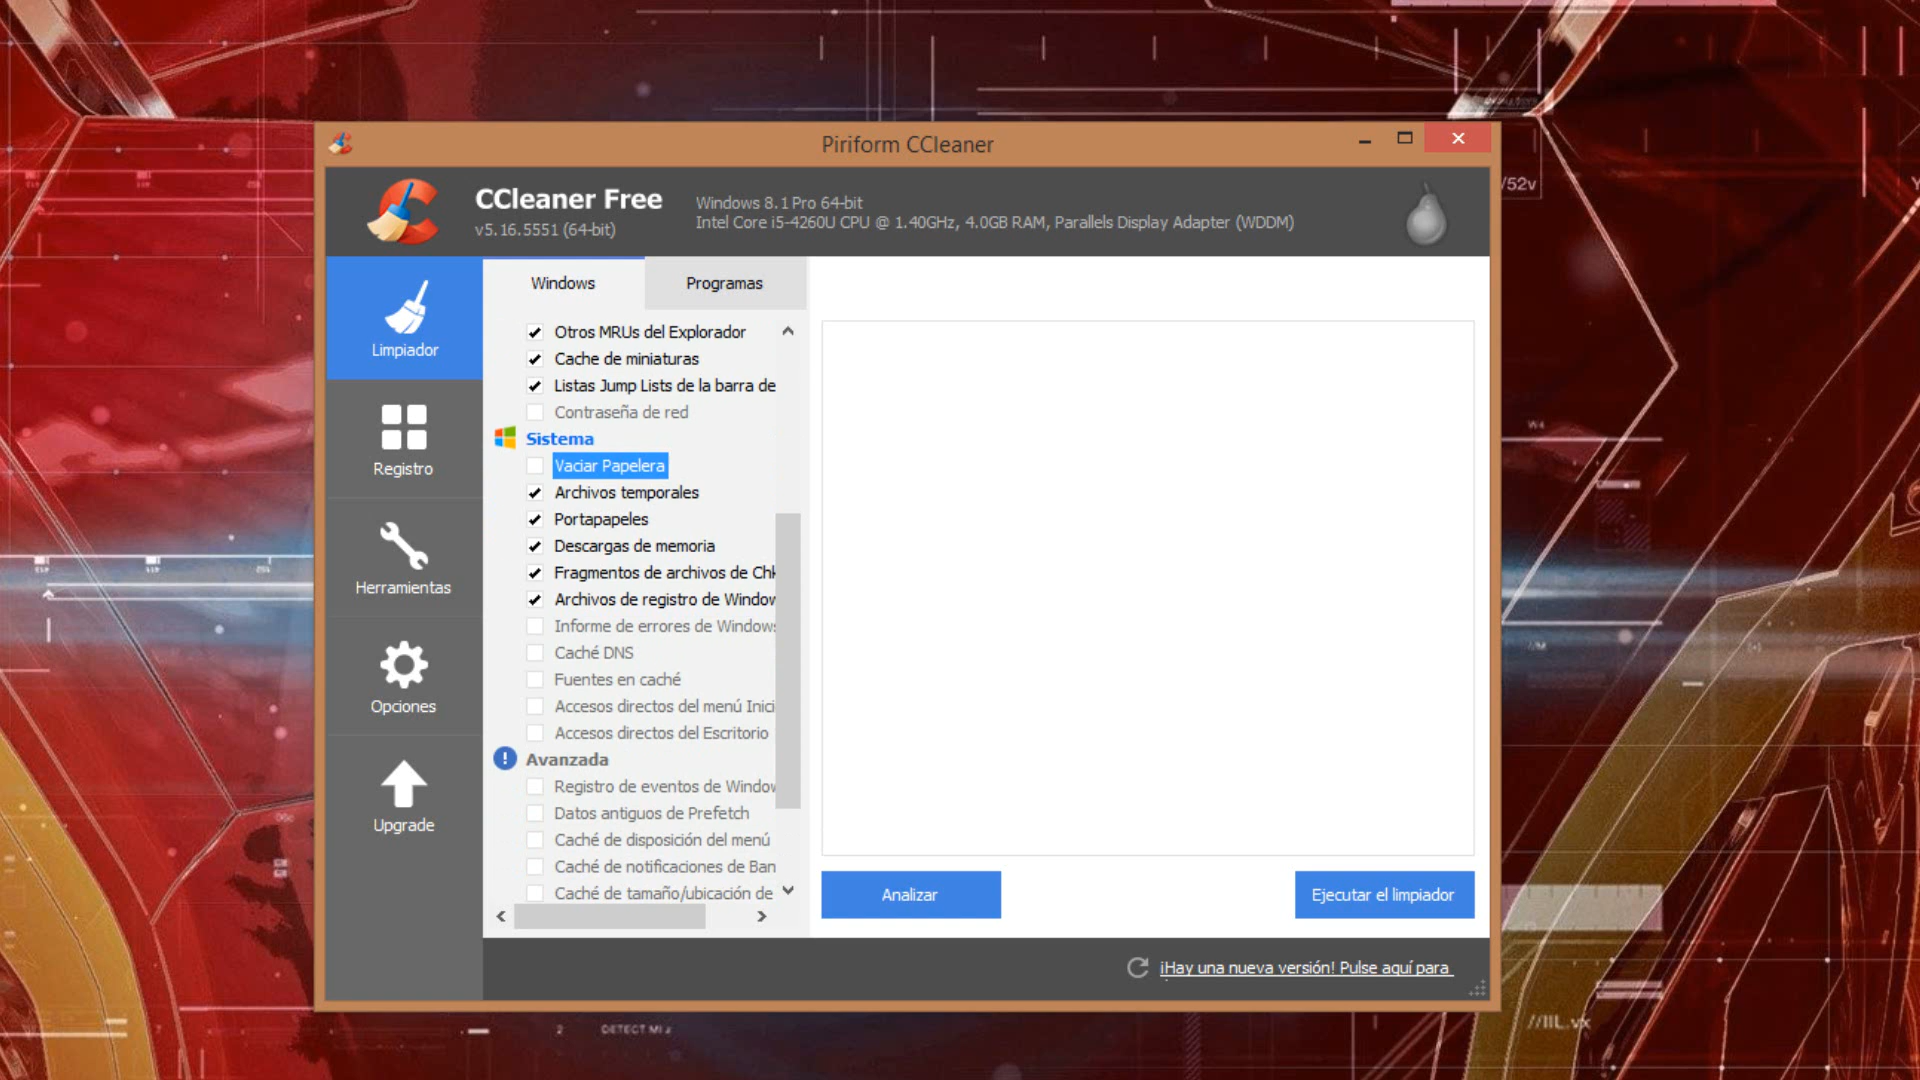 Piriform CCleaner
/52v
CCleaner Free
v5.16.5551 (64-bit)
Windows 8.1 Pro 64-bit
Intel Core i5-4260U CPU @ 1.40GHz, 4.0GB RAM, Parallels Display Adapter (WDDM)
Limpiador
Registro
Herramientas
Opciones
Upgrade
Windows
Programas
Otros MRUs del Explorador
Cache de miniaturas
Listas Jump Lists de la barra de
Contraseña de red
Sistema
Vaciar Papelera
Archivos temporales
Portapapeles
Descargas de memoria
Fragmentos de archivos de Chk
Archivos de registro de Window
Informe de errores de Windows
Caché DNS
Fuentes en caché
Accesos directos del menú Inici
Accesos directos del Escritorio
Avanzada
Registro de eventos de Window
Datos antiguos de Prefetch
Caché de disposición del menú
Caché de notificaciones de Ban
Caché de tamaño/ubicación de
Analizar
Ejecutar el limpiador
¡Hay una nueva versión! Pulse aquí para
2 DETECT
//IIL.vx